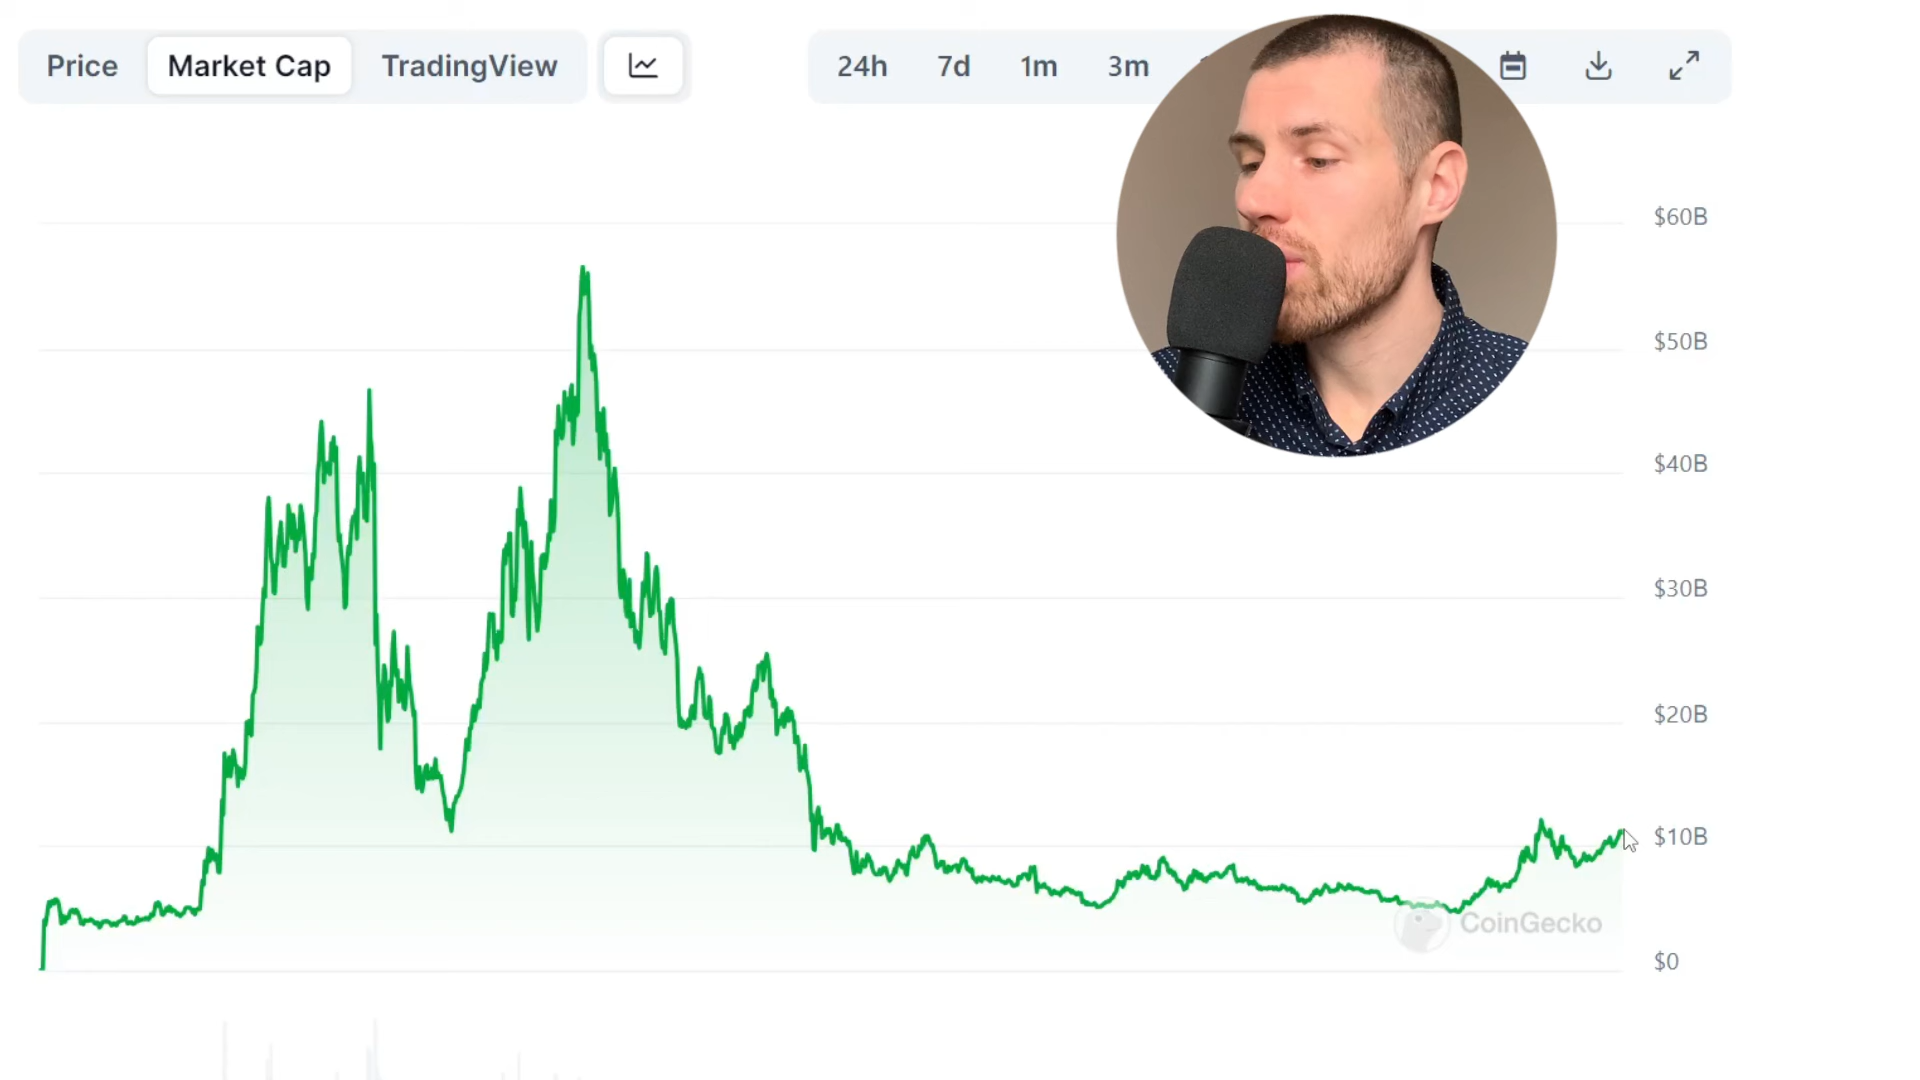 Price Market Cap TradingView 24h 7d 1m 3m
$60B
$50B
$40B
$30B
$20B
$10B
CoinGecko
$0